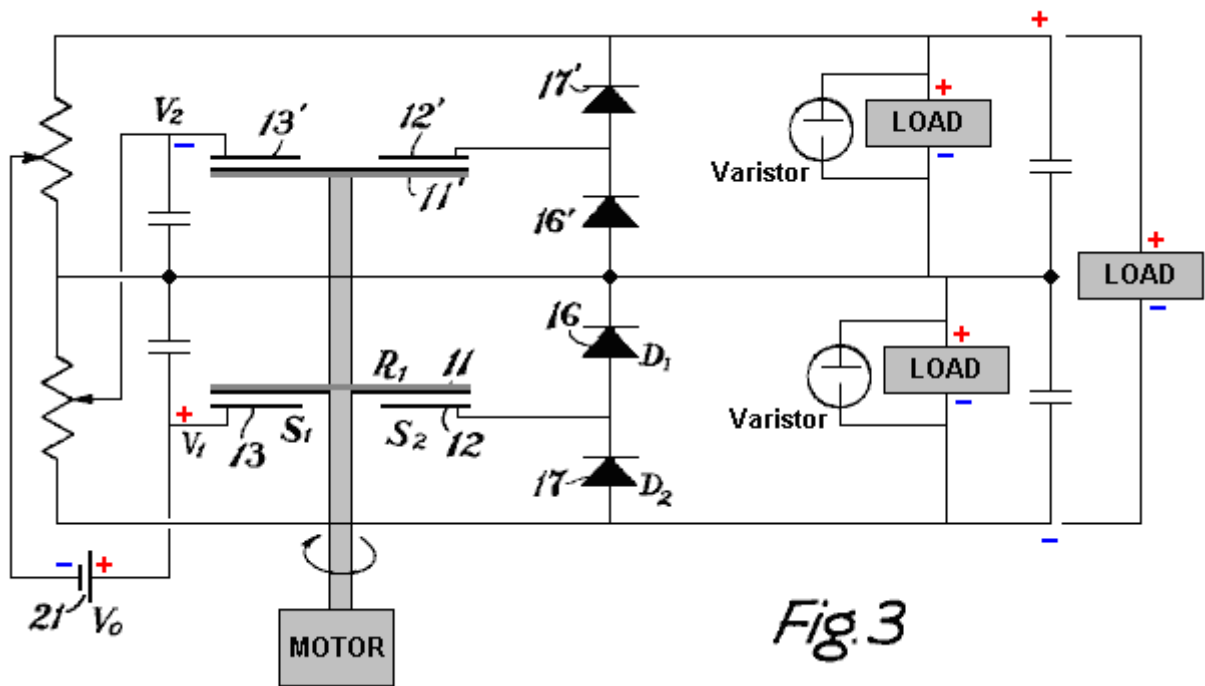 +
17'
V₂
13'
12'
+
LOAD
−
−
Varistor
11'
16'
+
LOAD
−
16
D₁
+
LOAD
−
R₁
11
+
V₁
13
S₁
S₂
12
Varistor
17
D₂
−
−
+
21
V₀
MOTOR
Fig. 3